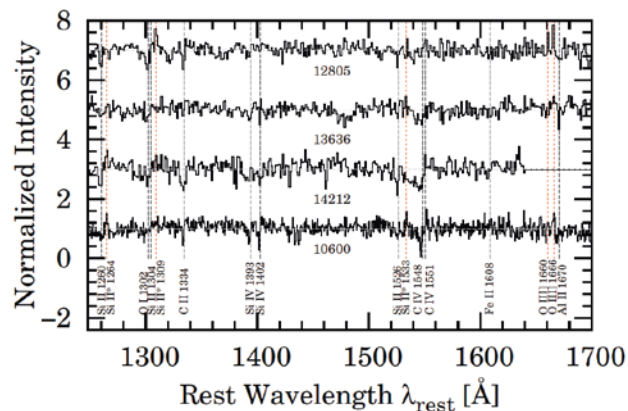 8
6
4
2
0
−2
Normalized Intensity
12805
13636
14212
10600
Si II 1260
Si II* 1264
O I 1302
Si II 1304
Si II* 1309
C II 1334
Si IV 1393
Si IV 1402
Si II 1526
Si II* 1533
C IV 1548
C IV 1551
Fe II 1608
O III] 1660
O III] 1666
Al II 1670
1300 1400 1500 1600 1700
Rest Wavelength λrest [Å]